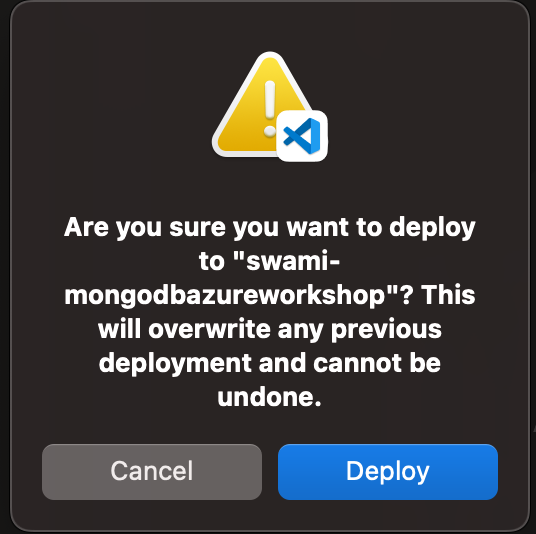 Are you sure you want to deploy
to "swami-
mongodbazureworkshop"? This
will overwrite any previous
deployment and cannot be
undone.
Cancel
Deploy